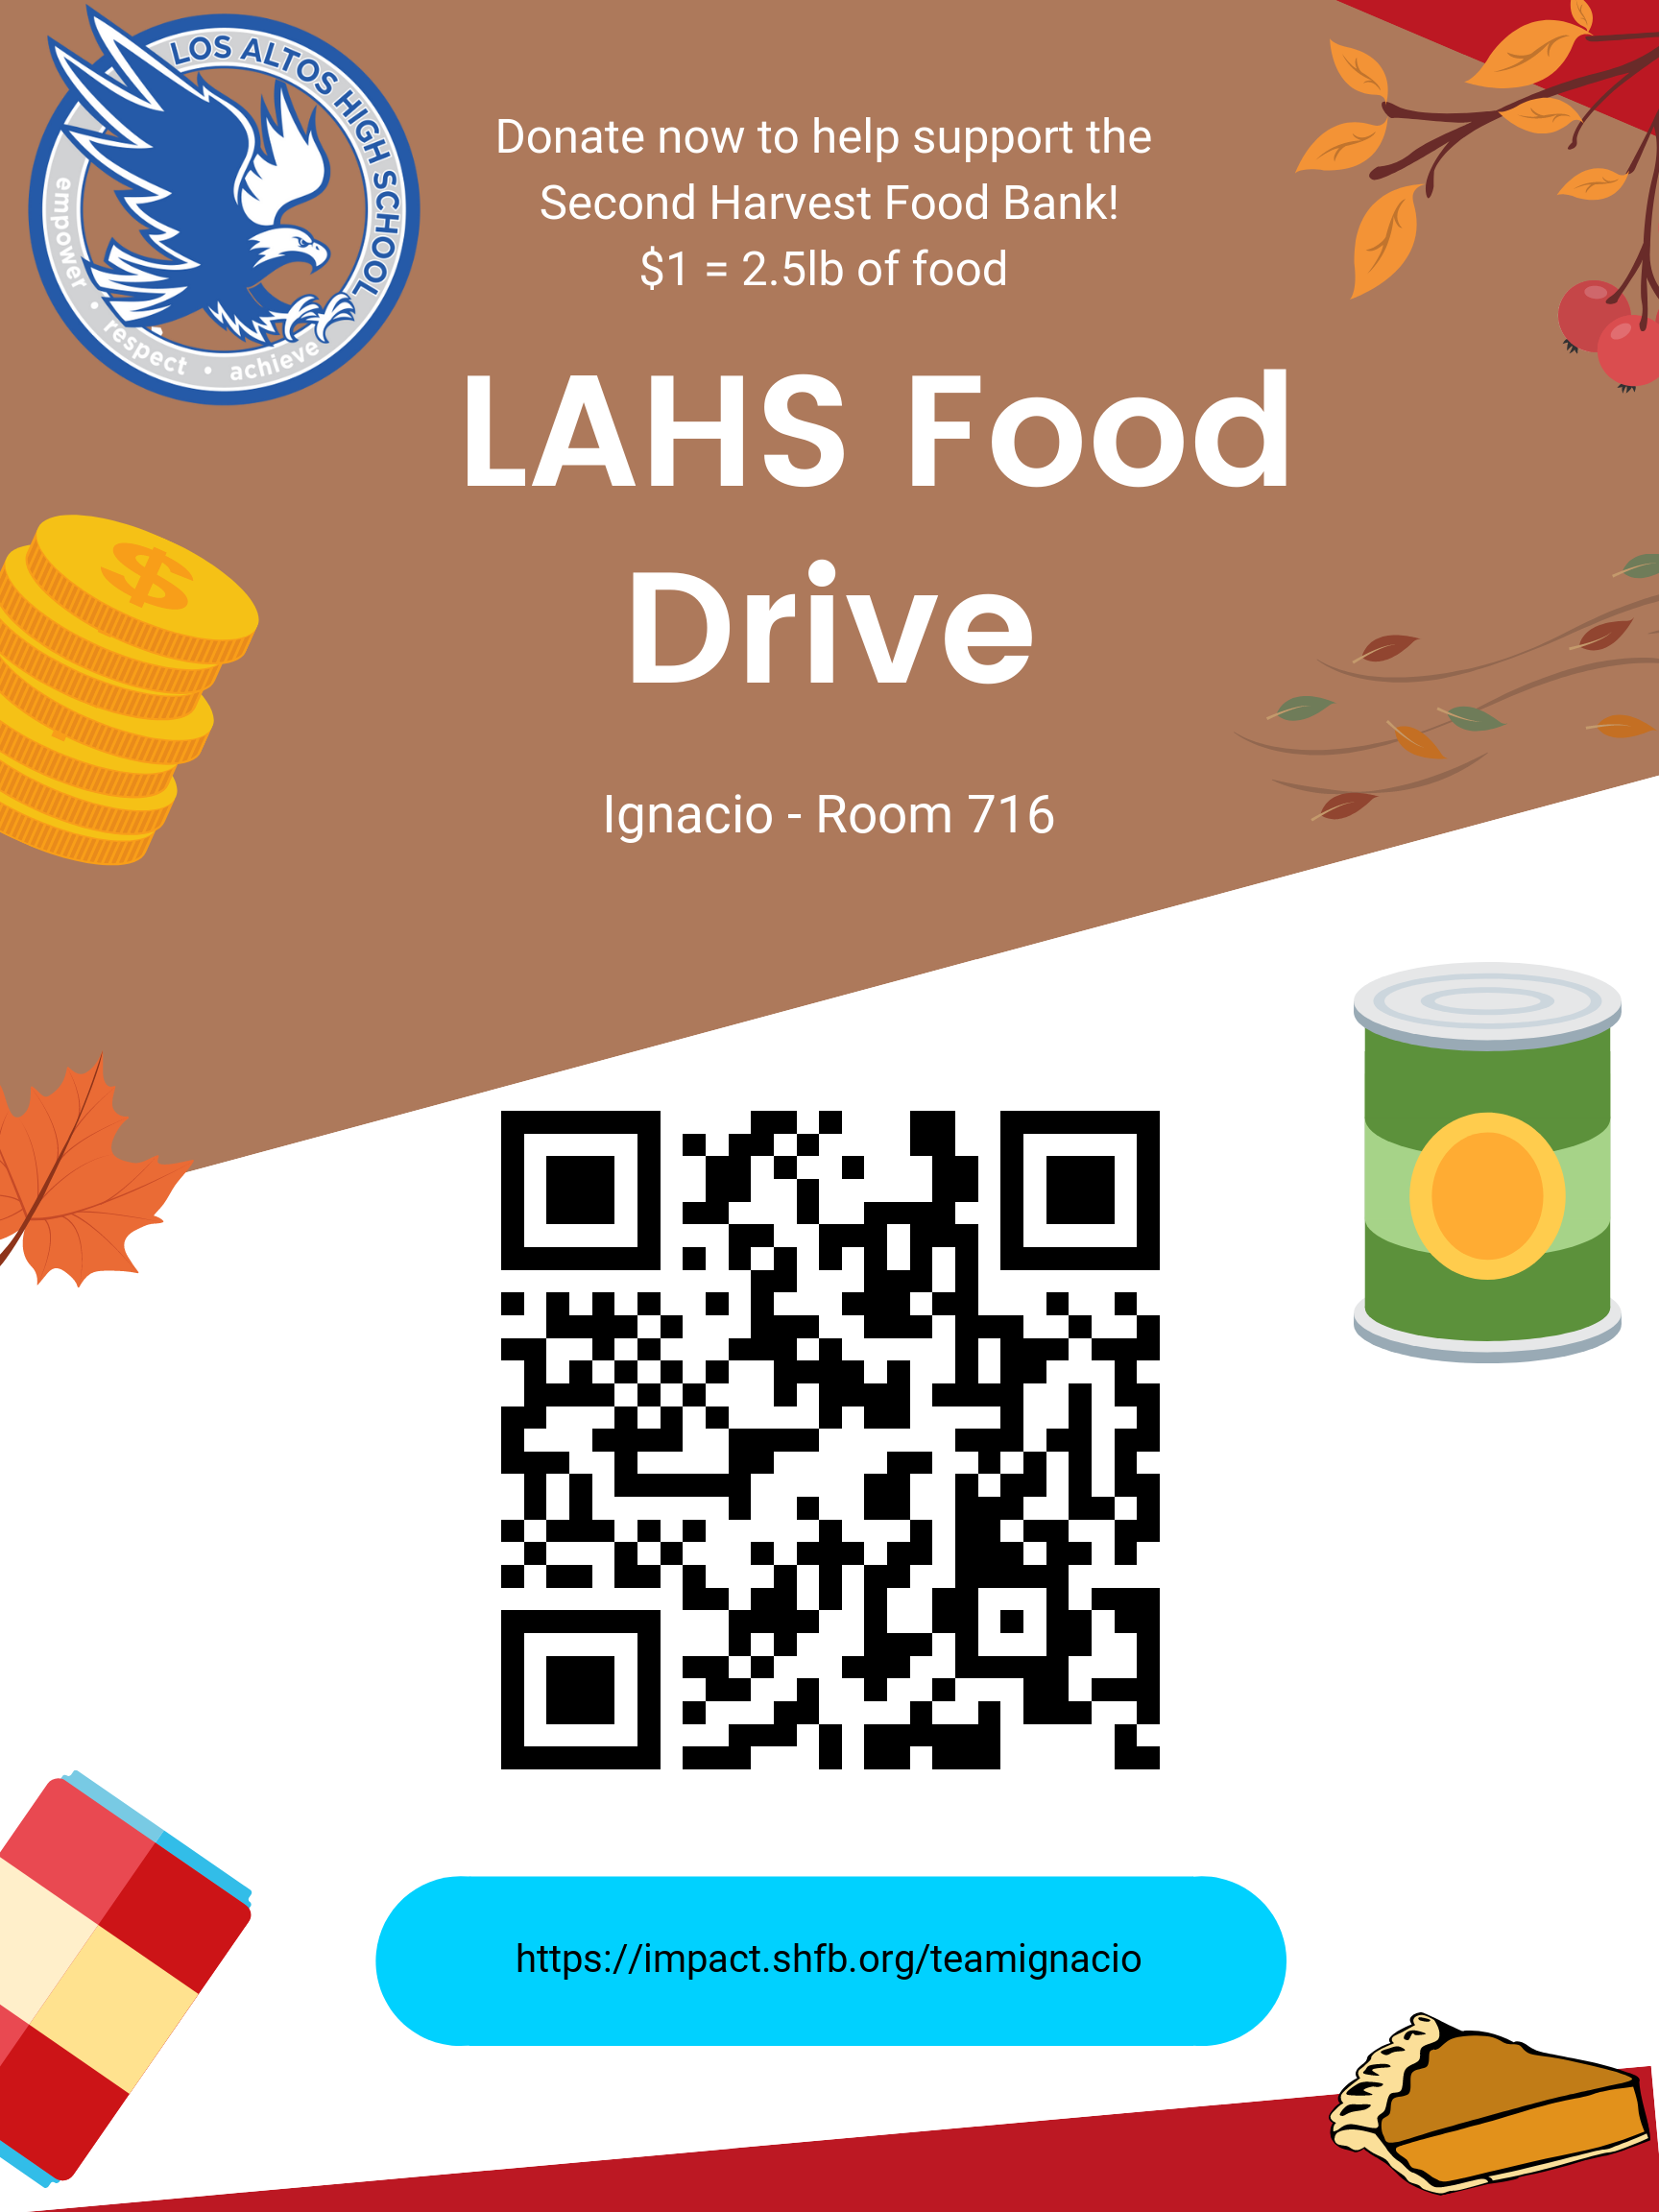 LOS ALTOS HIGH SCHOOL
empower • respect • achieve
Donate now to help support the
Second Harvest Food Bank!
$1 = 2.5lb of food
LAHS Food
Drive
Ignacio - Room 716
$
https://impact.shfb.org/teamignacio